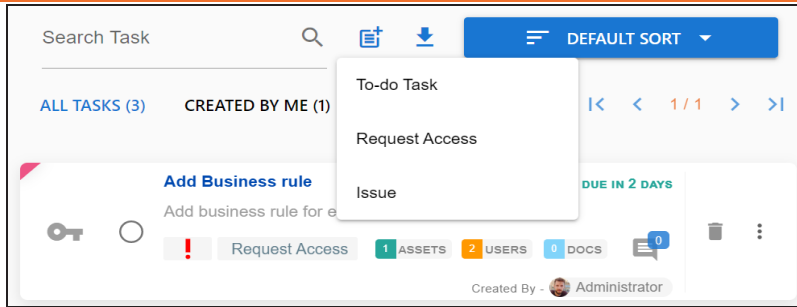 Search Task
DEFAULT SORT
To-do Task
ALL TASKS (3)
CREATED BY ME (1)
1 / 1
Request Access
Add Business rule
Issue
DUE IN 2 DAYS
Add business rule for e
Request Access
1 ASSETS
2 USERS
0 DOCS
0
Created By - Administrator